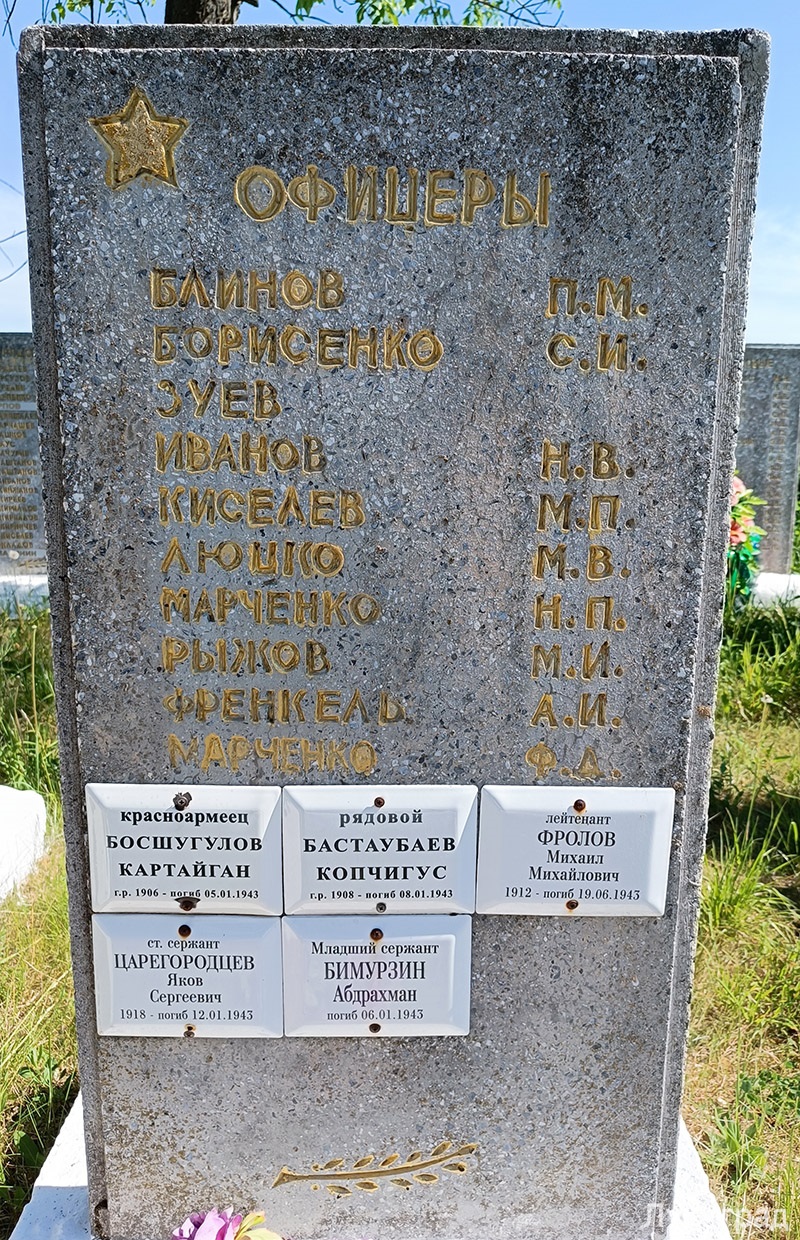 ОФИЦЕРЫ
БЛИНОВ П.М.
БОРИСЕНКО С.И.
ЗУЕВ
ИВАНОВ Н.В.
КИСЕЛЕВ М.П.
ЛЮШКО М.В.
МАРЧЕНКО Н.П.
РЫЖОВ М.И.
ФРЕНКЕЛЬ А.И.
МАРЧЕНКО Ф.Д.
красноармеец
БОСШУГУЛОВ
КАРТАЙГАН
г.р. 1906 - погиб 05.01.1943
рядовой
БАСТАУБАЕВ
КОПЧИГУС
г.р. 1908 - погиб 08.01.1943
лейтенант
ФРОЛОВ
Михаил
Михайлович
1912 - погиб 19.06.1943
ст. сержант
ЦАРЕГОРОДЦЕВ
Яков
Сергеевич
1918 - погиб 12.01.1943
Младший сержант
БИМУРЗИН
Абдрахман
погиб 06.01.1943